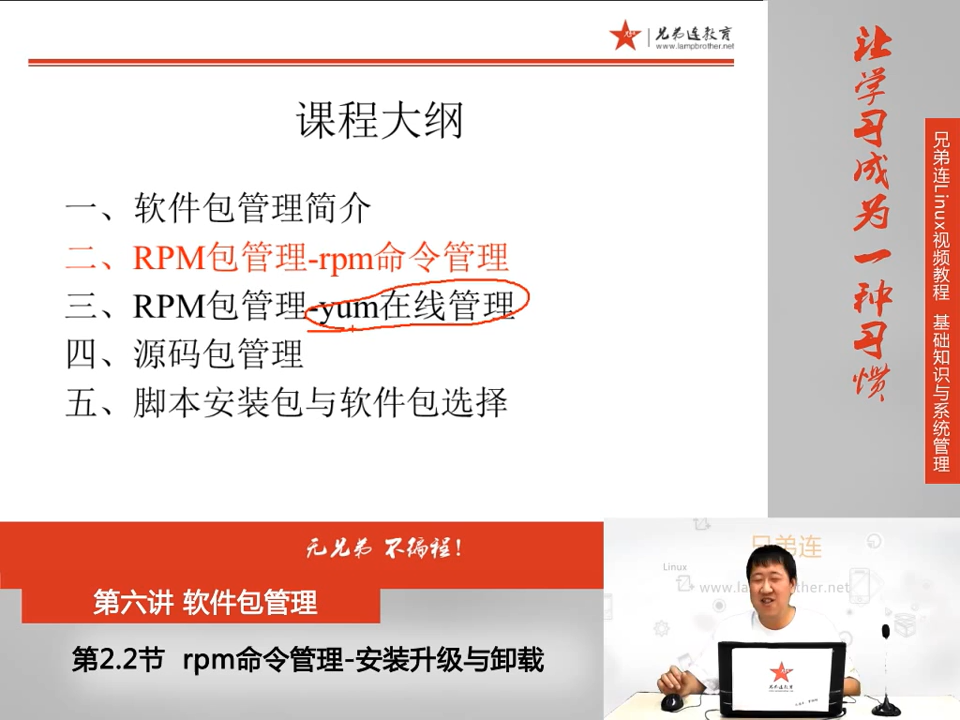 兄弟连教育
www.lampbrother.net
课程大纲
一、软件包管理简介
二、RPM包管理-rpm命令管理
三、RPM包管理-yum在线管理
四、源码包管理
五、脚本安装包与软件包选择
让学习成为一种习惯
兄弟连Linux视频教程 基础知识与系统管理
无兄弟 不编程!
第六讲 软件包管理
第2.2节 rpm命令管理-安装升级与卸载
兄弟连
Linux
兄弟连教育